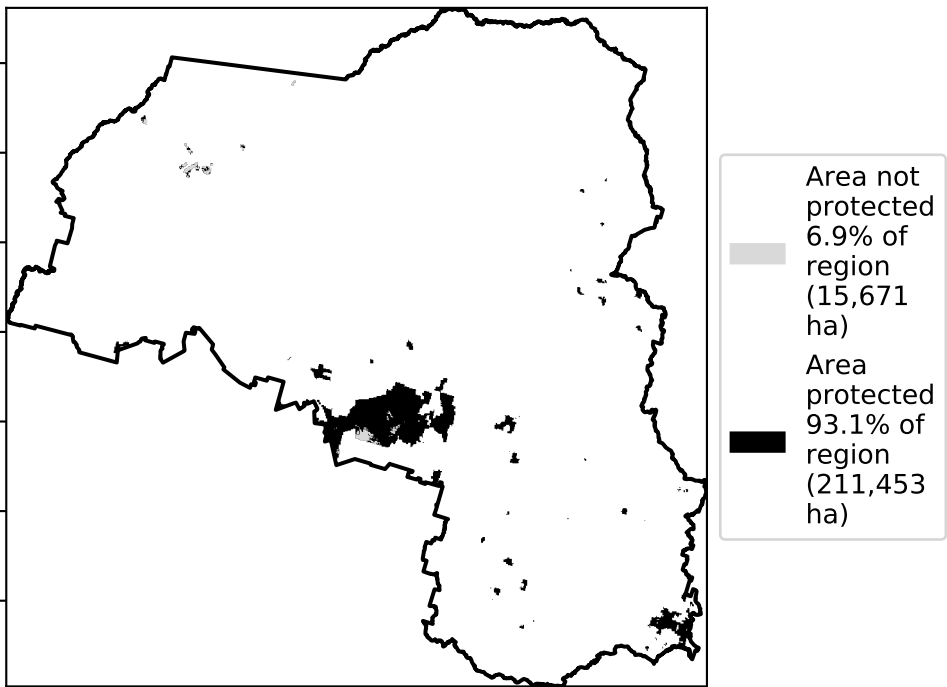 Area not
protected
6.9% of
region
(15,671
ha)
Area
protected
93.1% of
region
(211,453
ha)